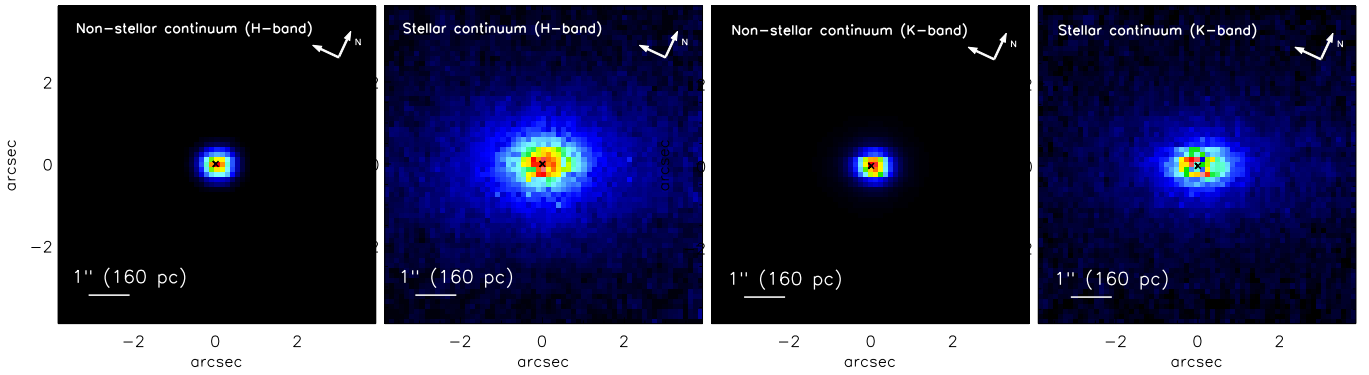 Non-stellar continuum (H-band)
N
2
0
−2
arcsec
1'' (160 pc)
−2 0 2
arcsec
Stellar continuum (H-band)
N
1'' (160 pc)
−2 0 2
arcsec
Non-stellar continuum (K-band)
N
arcsec
1'' (160 pc)
−2 0 2
arcsec
Stellar continuum (K-band)
N
1'' (160 pc)
−2 0 2
arcsec